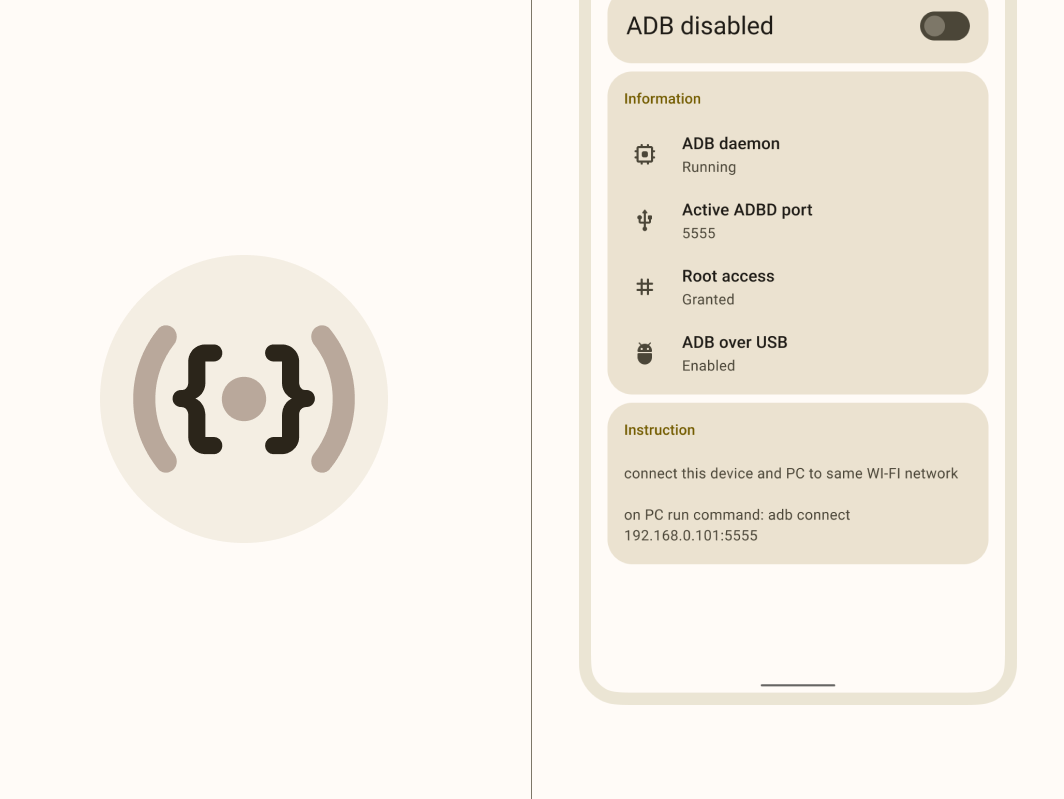 ADB disabled
Information
ADB daemon
Running
Active ADBD port
5555
Root access
Granted
ADB over USB
Enabled
Instruction
connect this device and PC to same WI-FI network
on PC run command: adb connect
192.168.0.101:5555